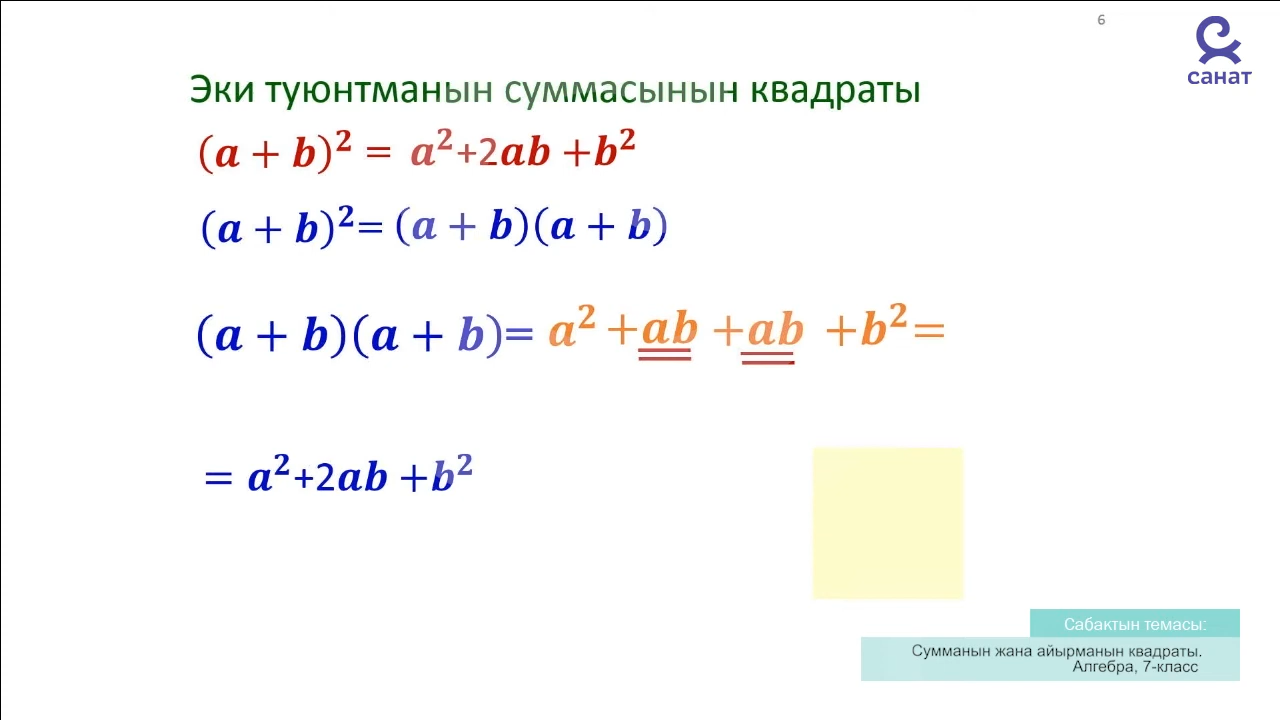 6
санат
Эки туюнтманын суммасынын квадраты
(a + b)² = a²+2ab +b²
(a + b)²= (a + b)(a + b)
(a + b)(a + b)= a² +ab +ab +b²=
= a²+2ab +b²
Сабактын темасы:
Сумманын жана айырманын квадраты.
Алгебра, 7-класс